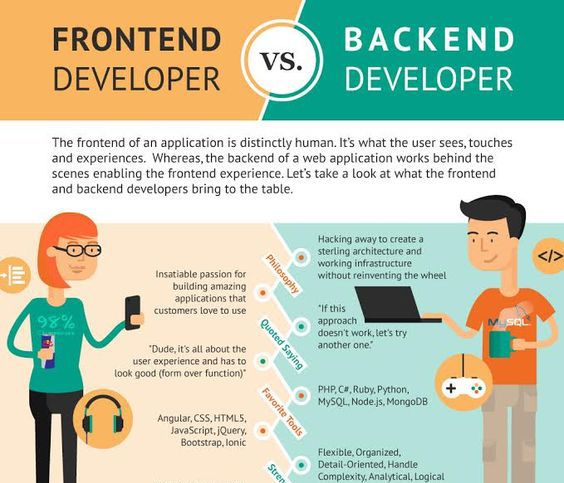 FRONTEND
DEVELOPER
vs.
BACKEND
DEVELOPER
The frontend of an application is distinctly human. It's what the user sees, touches
and experiences. Whereas, the backend of a web application works behind the
scenes enabling the frontend experience. Let's take a look at what the frontend
and backend developers bring to the table.
Philosophy
Insatiable passion for
building amazing
applications that
customers love to use
Hacking away to create a
sterling architecture and
working infrastructure
without reinventing the wheel
Quoted Saying
"Dude, it's all about the
user experience and has to
look good (form over function)"
"If this
approach
doesn't work, let's try
another one."
Favorite Tools
Angular, CSS, HTML5,
JavaScript, jQuery,
Bootstrap, Ionic
PHP, C#, Ruby, Python,
MySQL, Node.js, MongoDB
Flexible, Organized,
Detail-Oriented, Handle
Complexity, Analytical, Logical
98%
MySQL
</>